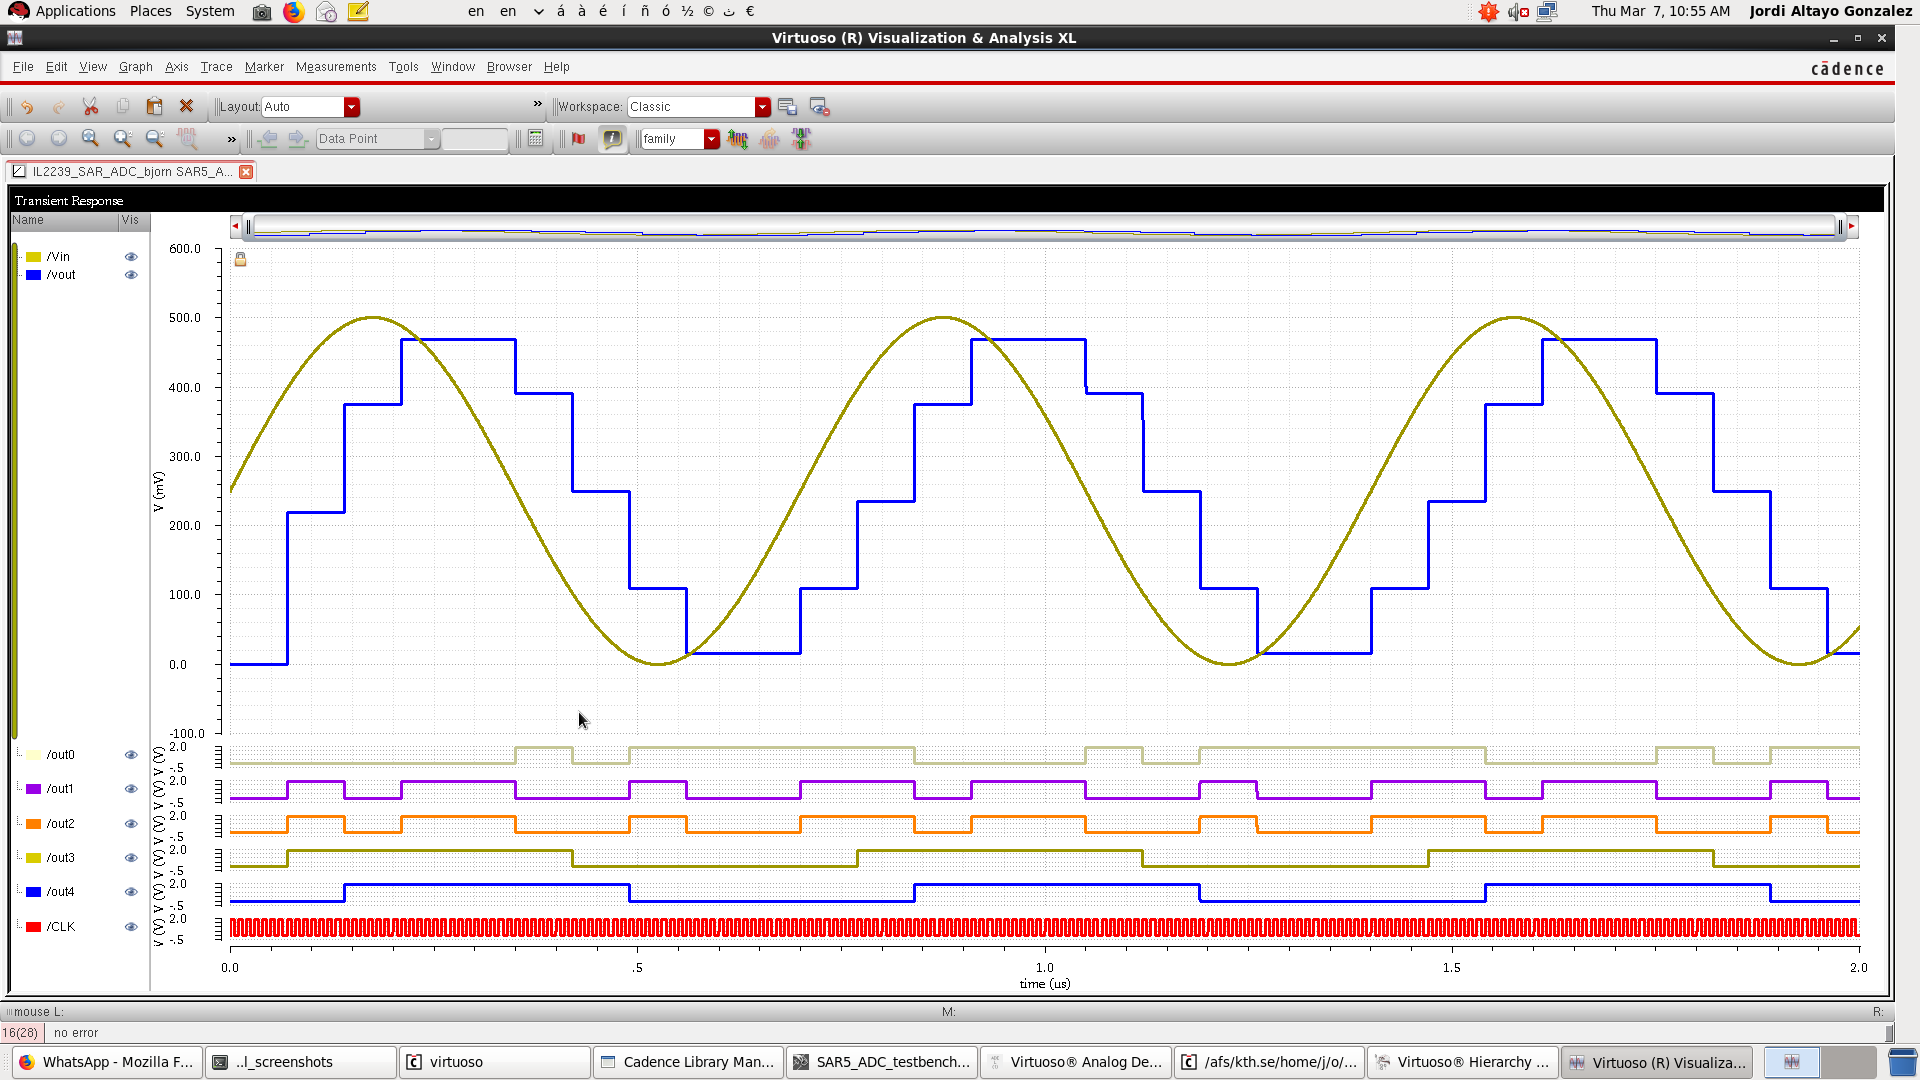 Applications Places System en en á à é í ñ ó ½ © ت € Thu Mar 7, 10:55 AM Jordi Altayo Gonzalez
Virtuoso (R) Visualization & Analysis XL
File Edit View Graph Axis Trace Marker Measurements Tools Window Browser Help cādence
Layout: Auto » Workspace: Classic
» Data Point family
IL2239_SAR_ADC_bjorn SAR5_A...
Transient Response
Name Vis
/Vin
/vout
600.0
500.0
400.0
300.0
200.0
100.0
0.0
-100.0
V (mV)
/out0 V (V) 2.0 -.5
/out1 V (V) 2.0 -.5
/out2 V (V) 2.0 -.5
/out3 V (V) 2.0 -.5
/out4 V (V) 2.0 -.5
/CLK V (V) 2.0 -.5
0.0 .5 1.0 1.5 2.0
time (us)
mouse L: M: R:
16(28) no error
WhatsApp - Mozilla F... ..l_screenshots virtuoso Cadence Library Man... SAR5_ADC_testbench... Virtuoso® Analog De... /afs/kth.se/home/j/o/... Virtuoso® Hierarchy ... Virtuoso (R) Visualiza...